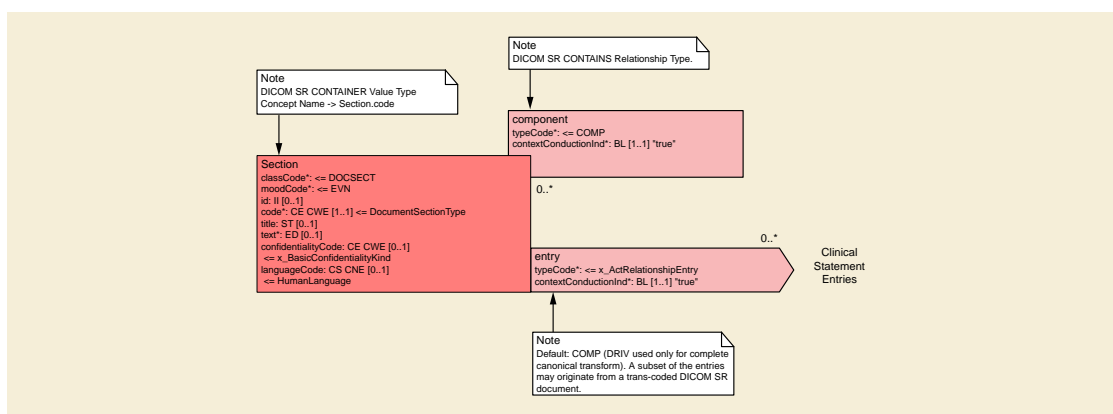 Note
DICOM SR CONTAINS Relationship Type.
Note
DICOM SR CONTAINER Value Type
Concept Name -> Section.code
component
typeCode*: <= COMP
contextConductionInd*: BL [1..1] "true"
Section
classCode*: <= DOCSECT
moodCode*: <= EVN
id: II [0..1]
code*: CE CWE [1..1] <= DocumentSectionType
title: ST [0..1]
text*: ED [0..1]
confidentialityCode: CE CWE [0..1]
<= x_BasicConfidentialityKind
languageCode: CS CNE [0..1]
<= HumanLanguage
0..*
0..*
entry
typeCode*: <= x_ActRelationshipEntry
contextConductionInd*: BL [1..1] "true"
Clinical
Statement
Entries
Note
Default: COMP (DRIV used only for complete
canonical transform). A subset of the entries
may originate from a trans-coded DICOM SR
document.